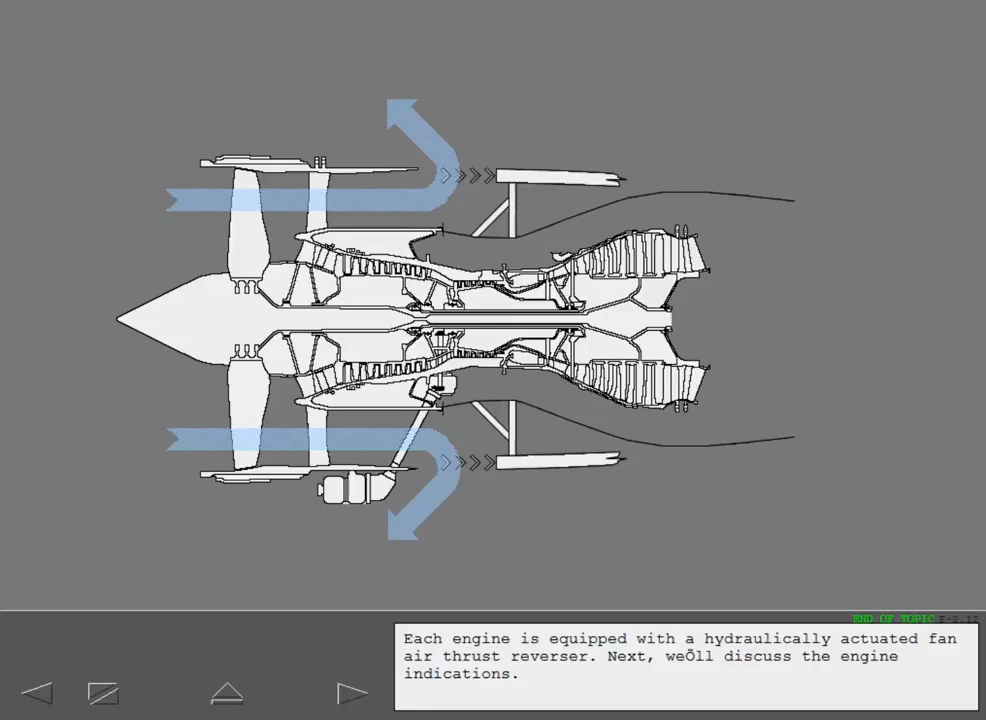 END OF TOPIC
Each engine is equipped with a hydraulically actuated fan
air thrust reverser. Next, weÕll discuss the engine
indications.